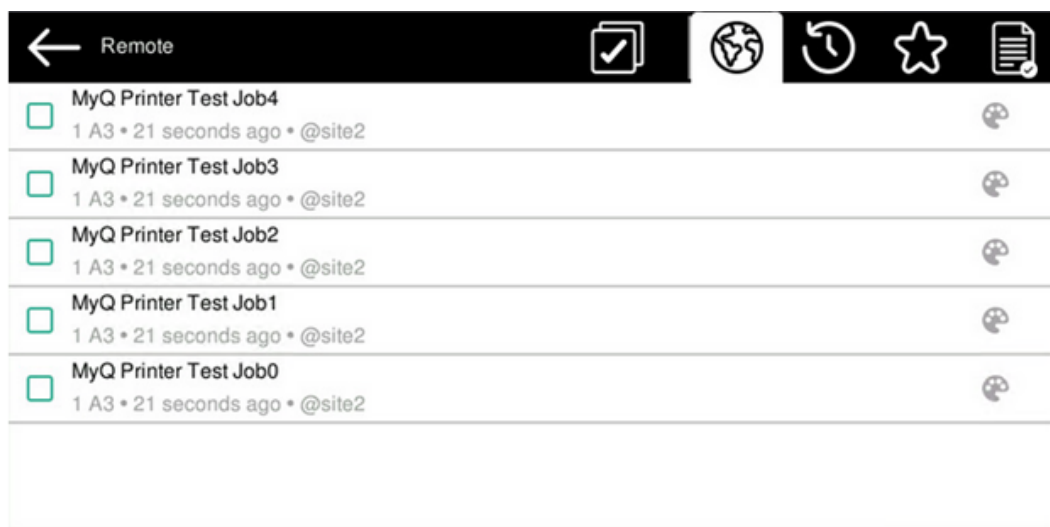 Remote
MyQ Printer Test Job4
1 A3 • 21 seconds ago • @site2
MyQ Printer Test Job3
1 A3 • 21 seconds ago • @site2
MyQ Printer Test Job2
1 A3 • 21 seconds ago • @site2
MyQ Printer Test Job1
1 A3 • 21 seconds ago • @site2
MyQ Printer Test Job0
1 A3 • 21 seconds ago • @site2